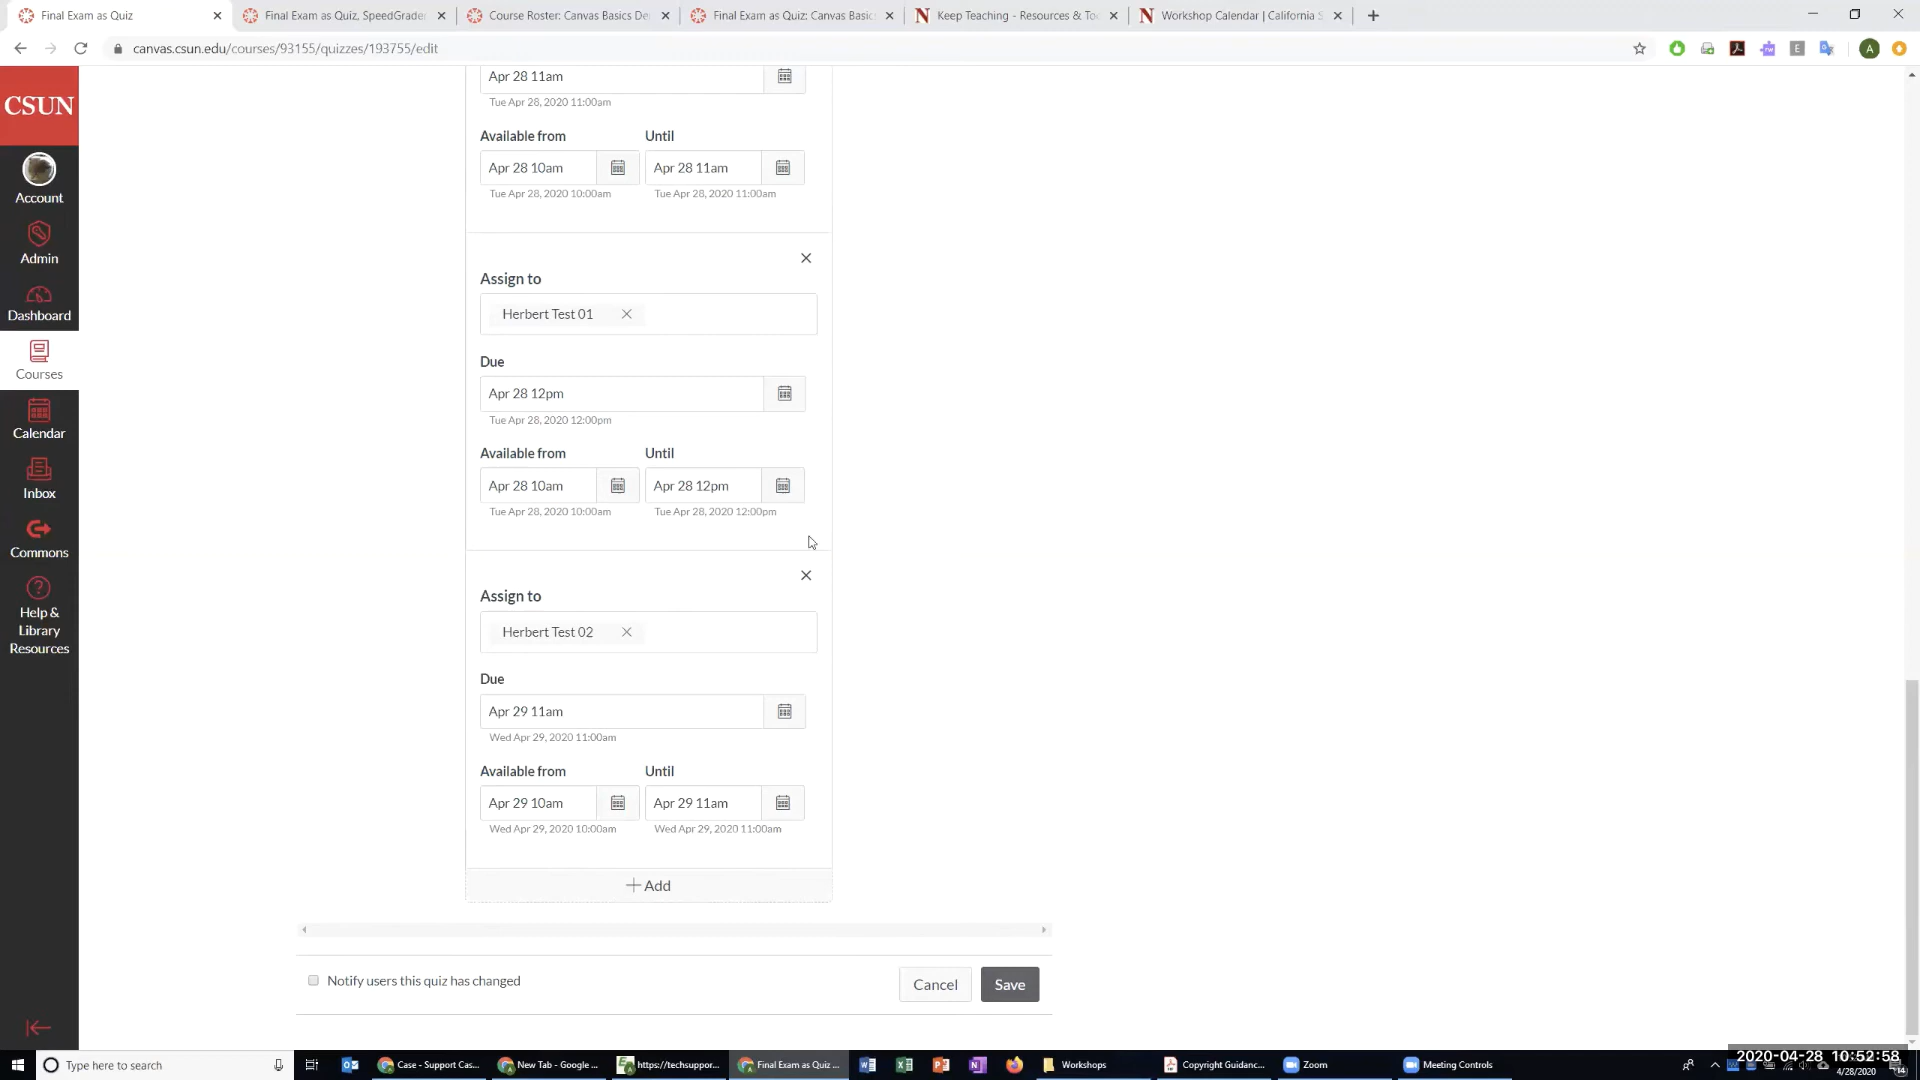 Final Exam as Quiz
Final Exam as Quiz, SpeedGrader
Course Roster: Canvas Basics De
Final Exam as Quiz: Canvas Basic
Keep Teaching - Resources & Too
Workshop Calendar | California S
canvas.csun.edu/courses/93155/quizzes/193755/edit
A
CSUN
Account
Admin
Dashboard
Courses
Calendar
Inbox
Commons
Help &
Library
Resources
Apr 28 11am
Tue Apr 28, 2020 11:00am
Available from Until
Apr 28 10am Apr 28 11am
Tue Apr 28, 2020 10:00am Tue Apr 28, 2020 11:00am
Assign to
Herbert Test 01
Due
Apr 28 12pm
Tue Apr 28, 2020 12:00pm
Available from Until
Apr 28 10am Apr 28 12pm
Tue Apr 28, 2020 10:00am Tue Apr 28, 2020 12:00pm
Assign to
Herbert Test 02
Due
Apr 29 11am
Wed Apr 29, 2020 11:00am
Available from Until
Apr 29 10am Apr 29 11am
Wed Apr 29, 2020 10:00am Wed Apr 29, 2020 11:00am
+ Add
Notify users this quiz has changed
Cancel Save
Type here to search
Case - Support Cas...
New Tab - Google ...
https://techsuppor...
Final Exam as Quiz ...
Workshops
Copyright Guidanc...
Zoom
Meeting Controls
2020-04-28 10:52:58
4/28/2020